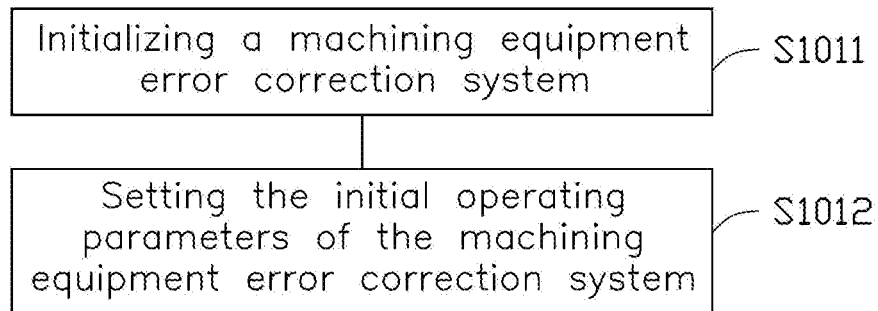 Initializing a machining equipment
error correction system
S1011
Setting the initial operating
parameters of the machining
equipment error correction system
S1012